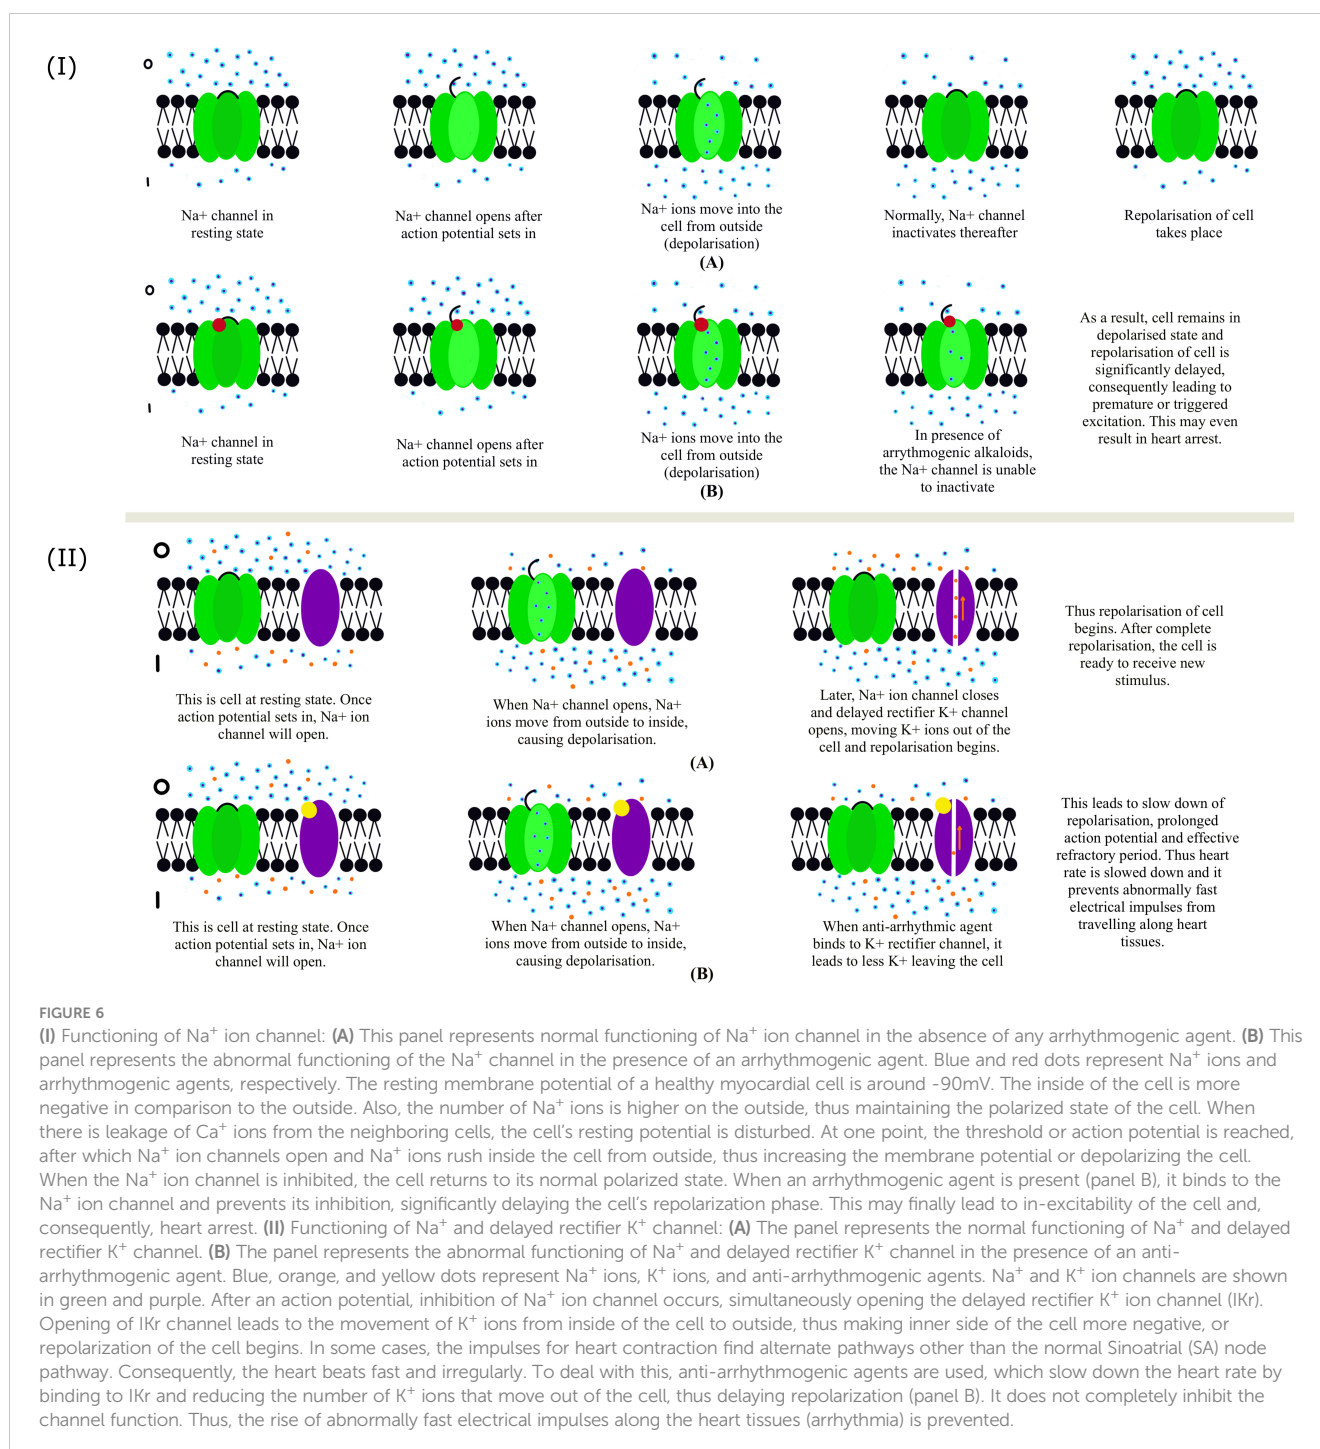 (I)
O
I
Na+ channel in
resting state
Na+ channel opens after
action potential sets in
Na+ ions move into the
cell from outside
(depolarisation)
Normally, Na+ channel
inactivates thereafter
Repolarisation of cell
takes place
(A)
O
I
Na+ channel in
resting state
Na+ channel opens after
action potential sets in
Na+ ions move into the
cell from outside
(depolarisation)
In presence of
arrythmogenic alkaloids,
the Na+ channel is unable
to inactivate
As a result, cell remains in
depolarised state and
repolarisation of cell is
significantly delayed,
consequently leading to
premature or triggered
excitation. This may even
result in heart arrest.
(B)
(II)
O
I
This is cell at resting state. Once
action potential sets in, Na+ ion
channel will open.
When Na+ channel opens, Na+
ions move from outside to inside,
causing depolarisation.
Later, Na+ ion channel closes
and delayed rectifier K+ channel
opens, moving K+ ions out of the
cell and repolarisation begins.
Thus repolarisation of cell
begins. After complete
repolarisation, the cell is
ready to receive new
stimulus.
(A)
O
I
This is cell at resting state. Once
action potential sets in, Na+ ion
channel will open.
When Na+ channel opens, Na+
ions move from outside to inside,
causing depolarisation.
When anti-arrhythmic agent
binds to K+ rectifier channel, it
leads to less K+ leaving the cell
This leads to slow down of
repolarisation, prolonged
action potential and effective
refractory period. Thus heart
rate is slowed down and it
prevents abnormally fast
electrical impulses from
travelling along heart
tissues.
(B)
FIGURE 6
(I) Functioning of Na⁺ ion channel: (A) This panel represents normal functioning of Na⁺ ion channel in the absence of any arrhythmogenic agent. (B) This
panel represents the abnormal functioning of the Na⁺ channel in the presence of an arrhythmogenic agent. Blue and red dots represent Na⁺ ions and
arrhythmogenic agents, respectively. The resting membrane potential of a healthy myocardial cell is around -90mV. The inside of the cell is more
negative in comparison to the outside. Also, the number of Na⁺ ions is higher on the outside, thus maintaining the polarized state of the cell. When
there is leakage of Ca⁺ ions from the neighboring cells, the cell's resting potential is disturbed. At one point, the threshold or action potential is reached,
after which Na⁺ ion channels open and Na⁺ ions rush inside the cell from outside, thus increasing the membrane potential or depolarizing the cell.
When the Na⁺ ion channel is inhibited, the cell returns to its normal polarized state. When an arrhythmogenic agent is present (panel B), it binds to the
Na⁺ ion channel and prevents its inhibition, significantly delaying the cell's repolarization phase. This may finally lead to in-excitability of the cell and,
consequently, heart arrest. (II) Functioning of Na⁺ and delayed rectifier K⁺ channel: (A) The panel represents the normal functioning of Na⁺ and delayed
rectifier K⁺ channel. (B) The panel represents the abnormal functioning of Na⁺ and delayed rectifier K⁺ channel in the presence of an anti-
arrhythmogenic agent. Blue, orange, and yellow dots represent Na⁺ ions, K⁺ ions, and anti-arrhythmogenic agents. Na⁺ and K⁺ ion channels are shown
in green and purple. After an action potential, inhibition of Na⁺ ion channel occurs, simultaneously opening the delayed rectifier K⁺ ion channel (IKr).
Opening of IKr channel leads to the movement of K⁺ ions from inside of the cell to outside, thus making inner side of the cell more negative, or
repolarization of the cell begins. In some cases, the impulses for heart contraction find alternate pathways other than the normal Sinoatrial (SA) node
pathway. Consequently, the heart beats fast and irregularly. To deal with this, anti-arrhythmogenic agents are used, which slow down the heart rate by
binding to IKr and reducing the number of K⁺ ions that move out of the cell, thus delaying repolarization (panel B). It does not completely inhibit the
channel function. Thus, the rise of abnormally fast electrical impulses along the heart tissues (arrhythmia) is prevented.